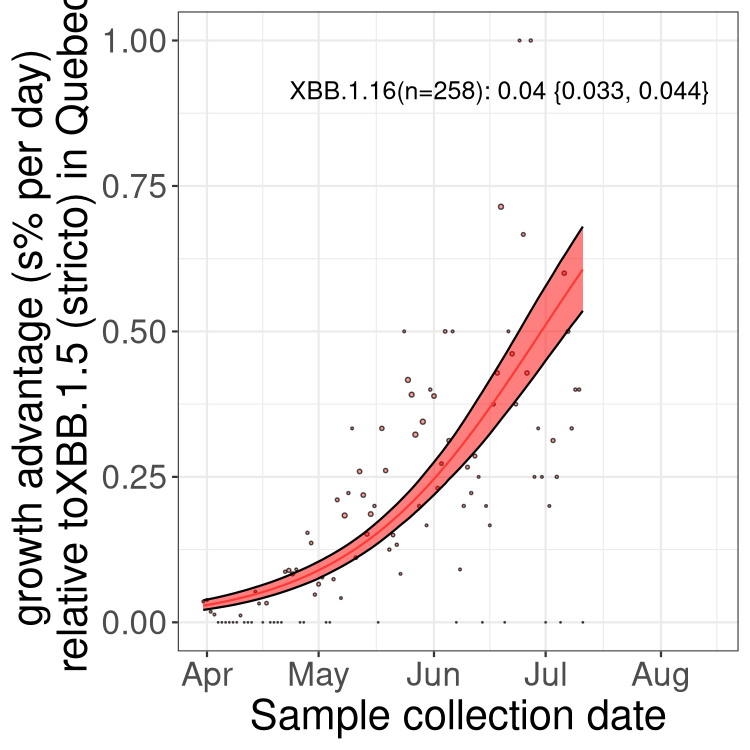 growth advantage (s% per day)
relative toXBB.1.5 (stricto) in Quebec
1.00
0.75
0.50
0.25
0.00
XBB.1.16(n=258): 0.04 {0.033, 0.044}
Apr May Jun Jul Aug
Sample collection date